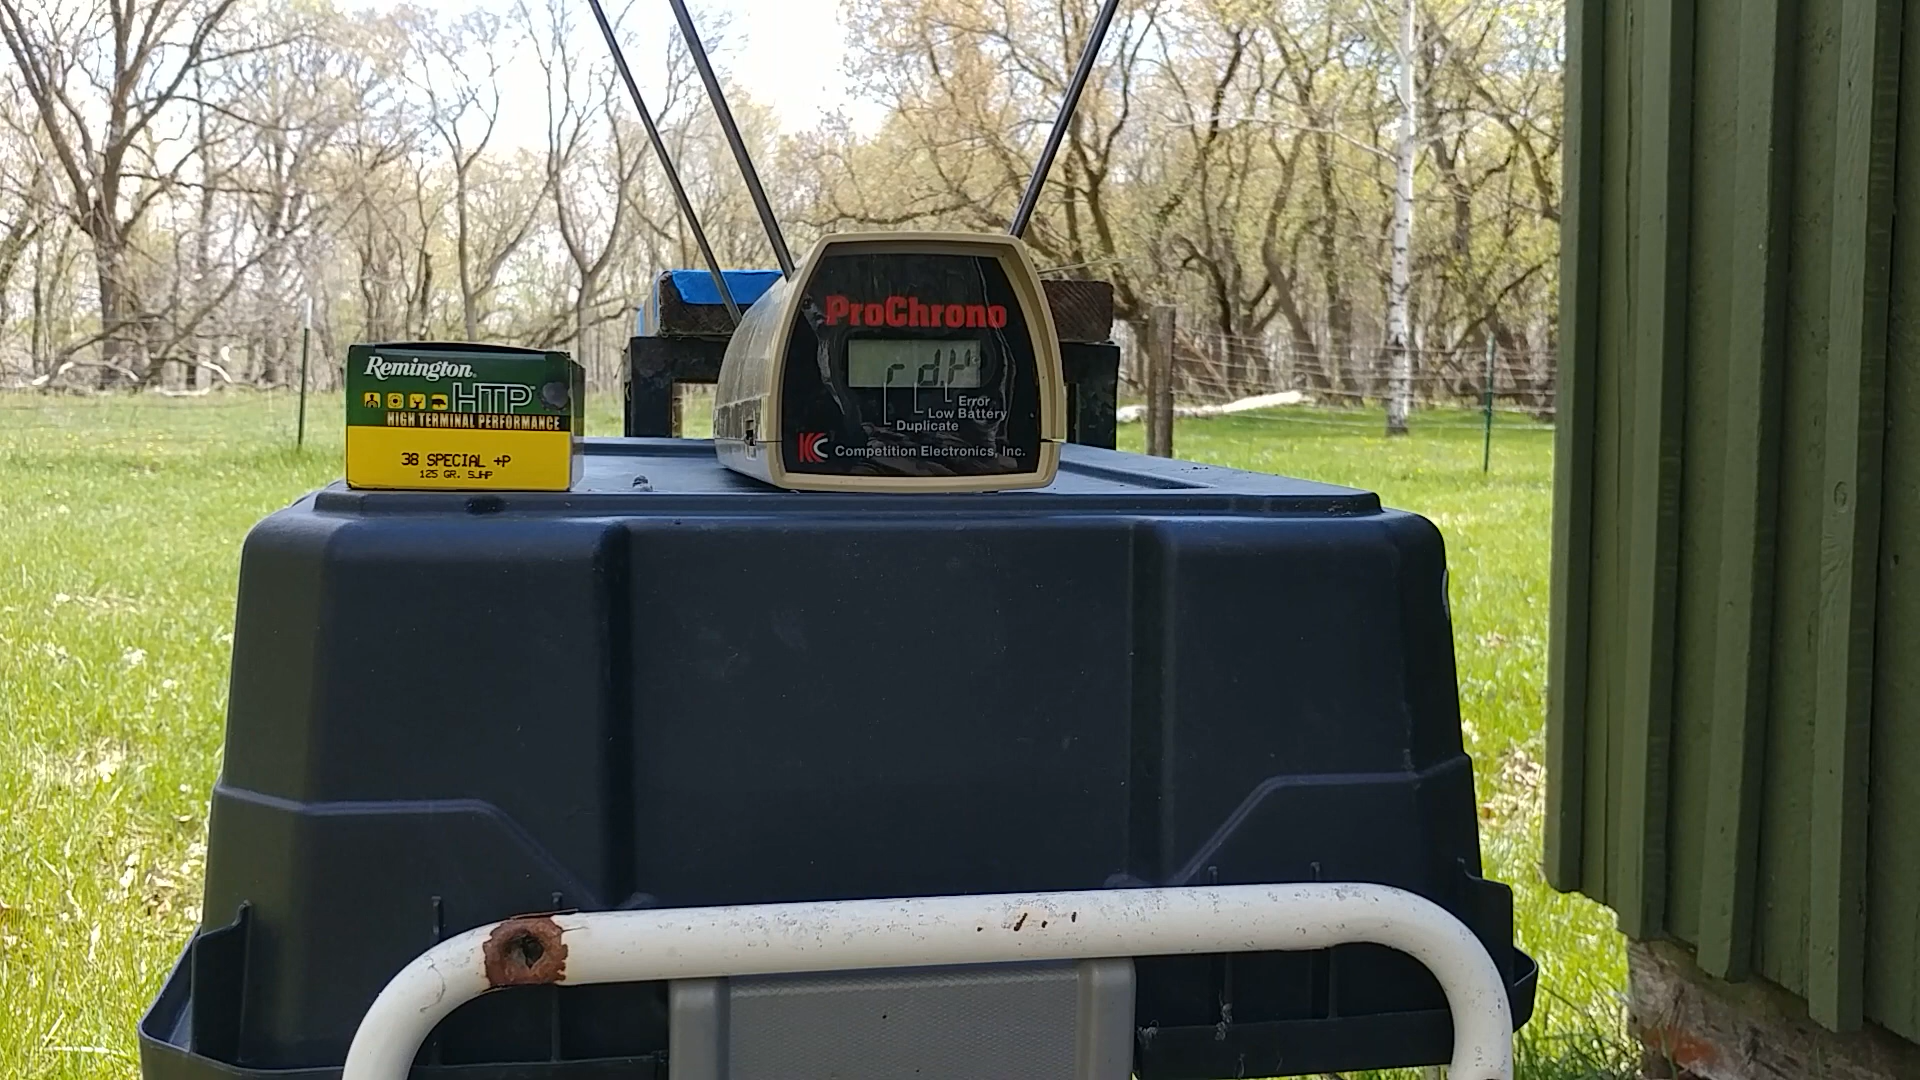 Remington
HTP
HIGH TERMINAL PERFORMANCE
38 SPECIAL +P
125 GR. SJHP
ProChrono
rdY
Error
Low Battery
Duplicate
Competition Electronics, Inc.